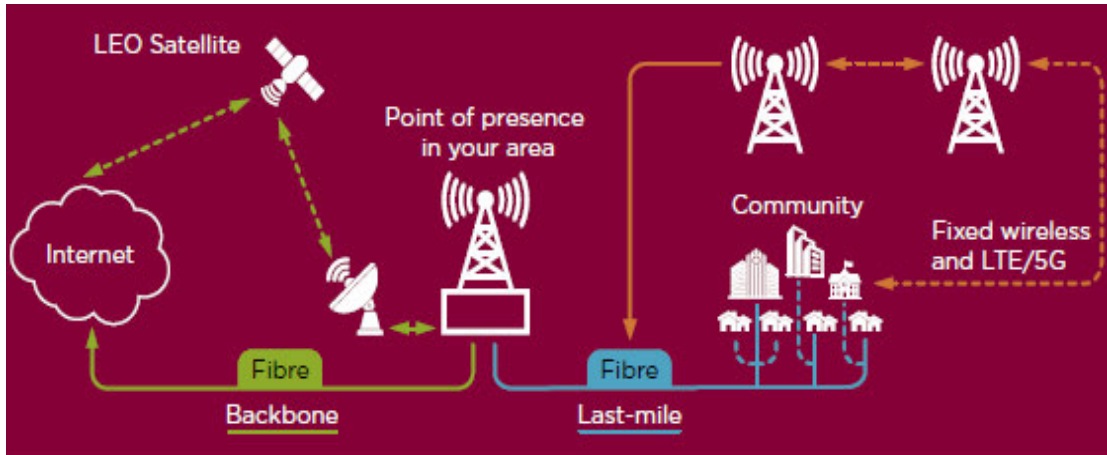 LEO Satellite
Point of presence
in your area
Community
Internet
Fixed wireless
and LTE/5G
Fibre
Fibre
Backbone
Last-mile